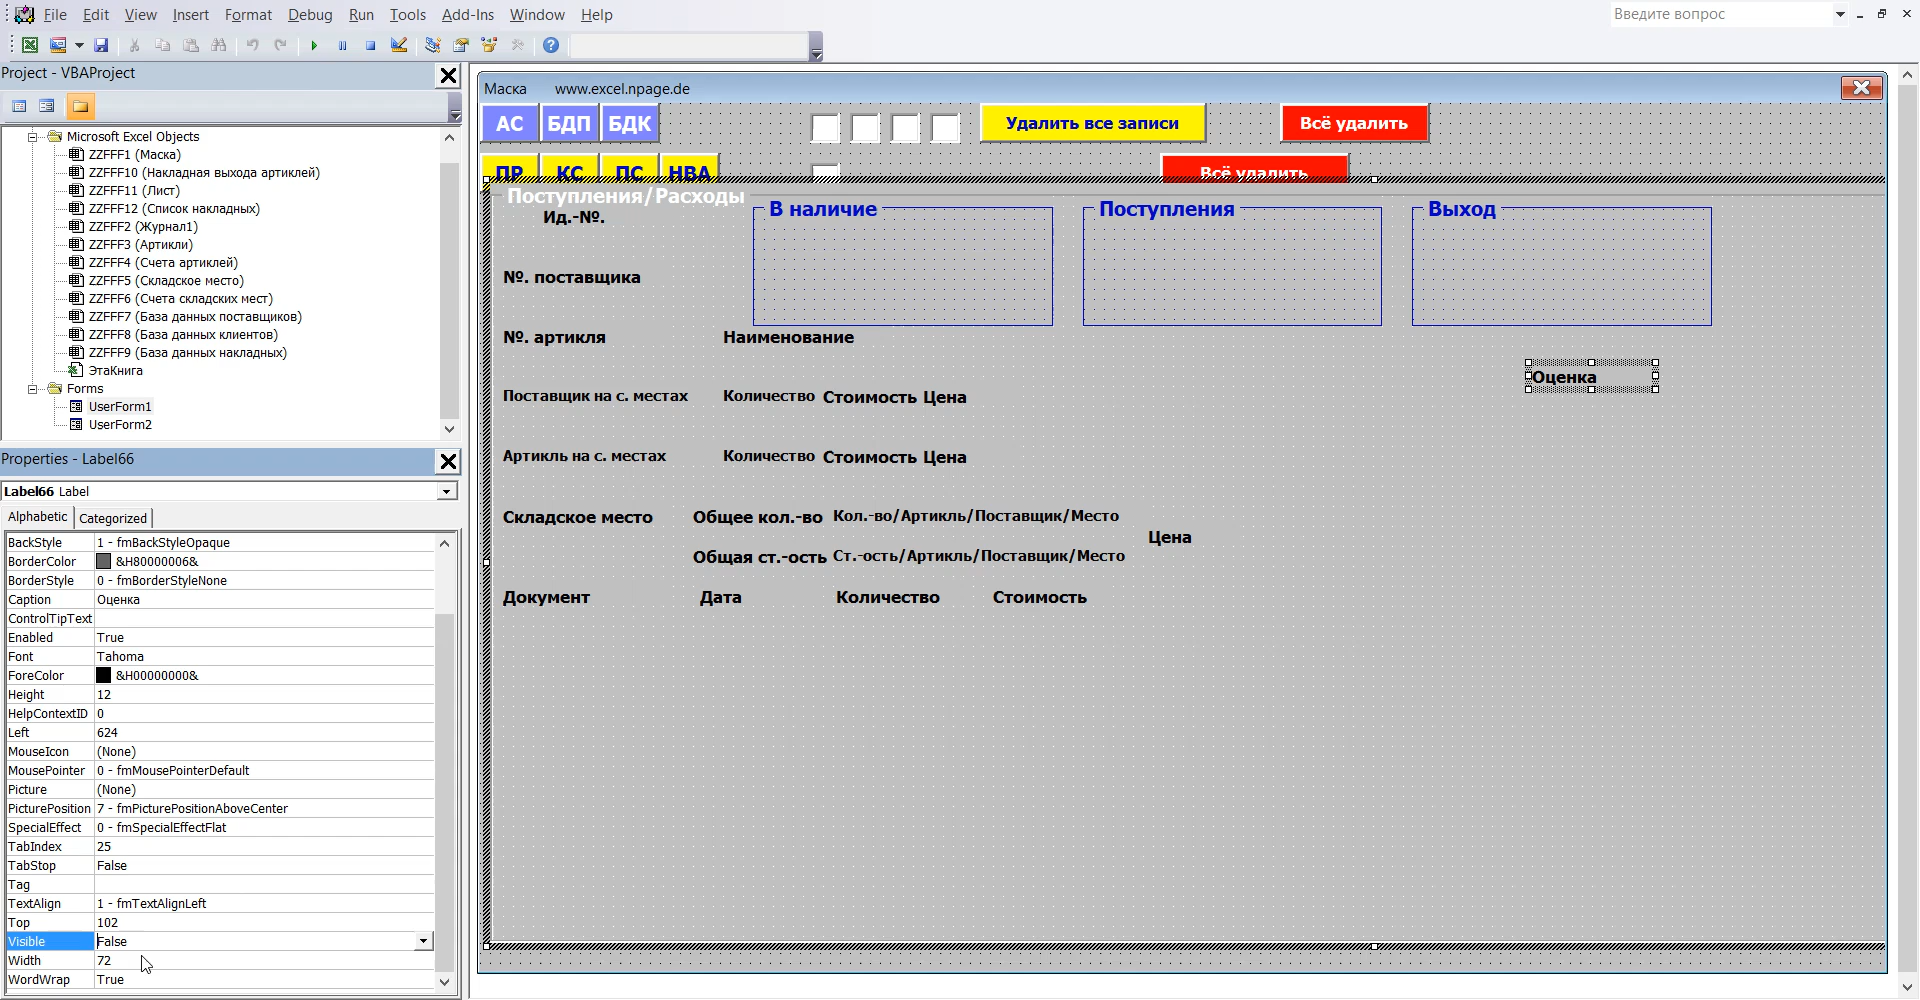 File Edit View Insert Format Debug Run Tools Add-Ins Window Help
Введите вопрос
Project - VBAProject
Microsoft Excel Objects
ZZFFF1 (Маска)
ZZFFF10 (Накладная выхода артиклей)
ZZFFF11 (Лист)
ZZFFF12 (Список накладных)
ZZFFF2 (Журнал1)
ZZFFF3 (Артикли)
ZZFFF4 (Счета артиклей)
ZZFFF5 (Складское место)
ZZFFF6 (Счета складских мест)
ZZFFF7 (База данных поставщиков)
ZZFFF8 (База данных клиентов)
ZZFFF9 (База данных накладных)
ЭтаКнига
Forms
UserForm1
UserForm2
Properties - Label66
Label66 Label
Alphabetic Categorized
BackStyle 1 - fmBackStyleOpaque
BorderColor &H80000006&
BorderStyle 0 - fmBorderStyleNone
Caption Оценка
ControlTipText
Enabled True
Font Tahoma
ForeColor &H00000000&
Height 12
HelpContextID 0
Left 624
MouseIcon (None)
MousePointer 0 - fmMousePointerDefault
Picture (None)
PicturePosition 7 - fmPicturePositionAboveCenter
SpecialEffect 0 - fmSpecialEffectFlat
TabIndex 25
TabStop False
Tag
TextAlign 1 - fmTextAlignLeft
Top 102
Visible False
Width 72
WordWrap True
Маска www.excel.npage.de
АС БДП БДК Удалить все записи Всё удалить
ПР КС ПС НВА Всё удалить
Поступления/Расходы
Ид.-№. В наличие Поступления Выход
№. поставщика
№. артикля Наименование
Оценка
Поставщик на с. местах Количество Стоимость Цена
Артикль на с. местах Количество Стоимость Цена
Складское место Общее кол.-во Кол.-во/Артикль/Поставщик/Место
Цена
Общая ст.-ость Ст.-ость/Артикль/Поставщик/Место
Документ Дата Количество Стоимость